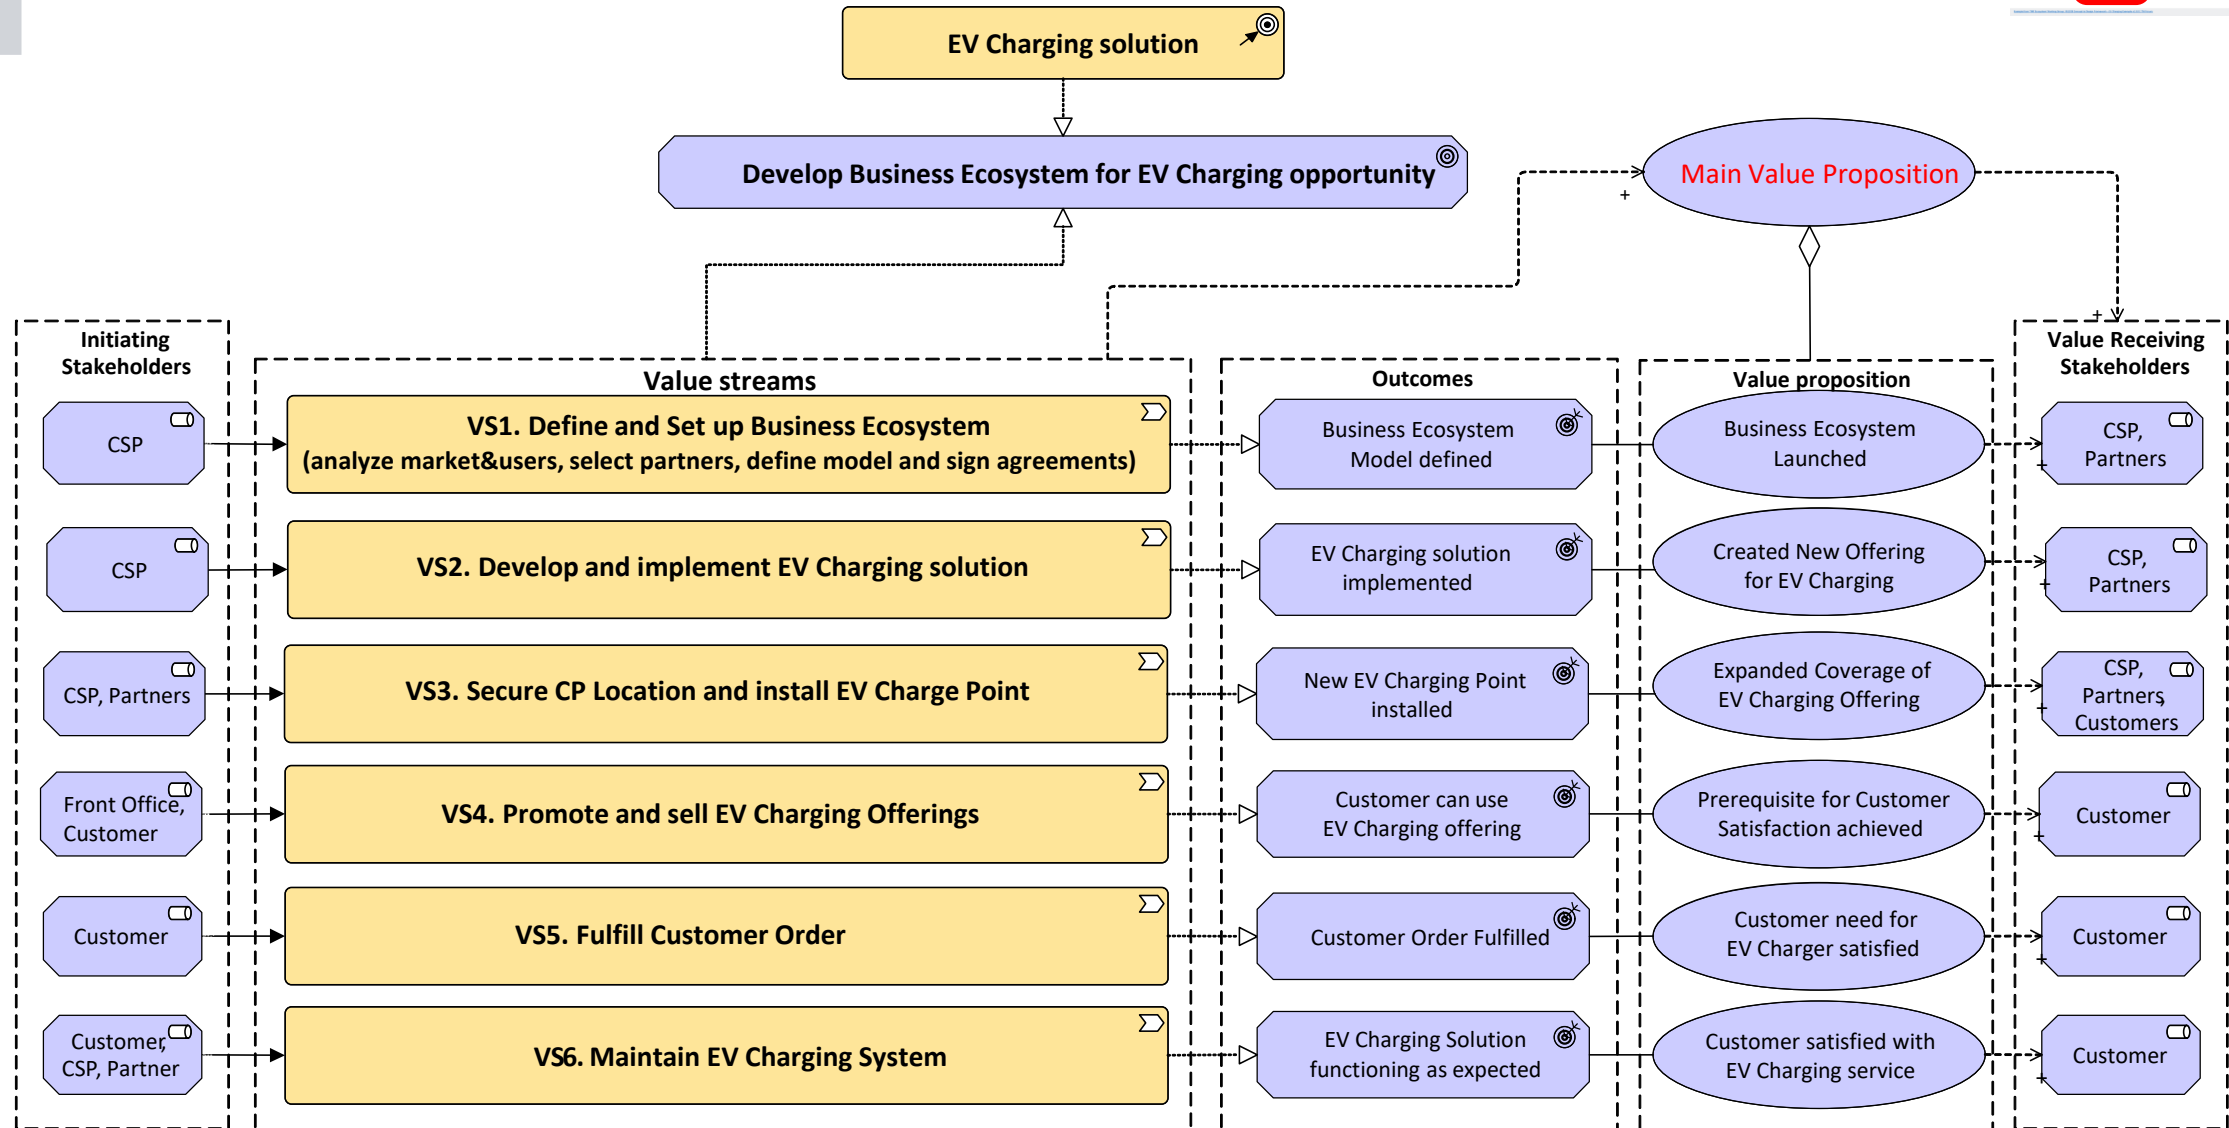 EV Charging solution
Develop Business Ecosystem for EV Charging opportunity
Main Value Proposition
+
+
Initiating
Stakeholders
Value streams
Outcomes
Value proposition
Value Receiving
Stakeholders
CSP
VS1. Define and Set up Business Ecosystem
(analyze market&users, select partners, define model and sign agreements)
Business Ecosystem
Model defined
Business Ecosystem
Launched
+
CSP,
Partners
CSP
VS2. Develop and implement EV Charging solution
EV Charging solution
implemented
Created New Offering
for EV Charging
+
CSP,
Partners
CSP, Partners
VS3. Secure CP Location and install EV Charge Point
New EV Charging Point
installed
Expanded Coverage of
EV Charging Offering
+
CSP,
Partners,
Customers
Front Office,
Customer
VS4. Promote and sell EV Charging Offerings
Customer can use
EV Charging offering
Prerequisite for Customer
Satisfaction achieved
+
Customer
Customer
VS5. Fulfill Customer Order
Customer Order Fulfilled
Customer need for
EV Charger satisfied
+
Customer
Customer,
CSP, Partner
VS6. Maintain EV Charging System
EV Charging Solution
functioning as expected
Customer satisfied with
EV Charging service
+
Customer